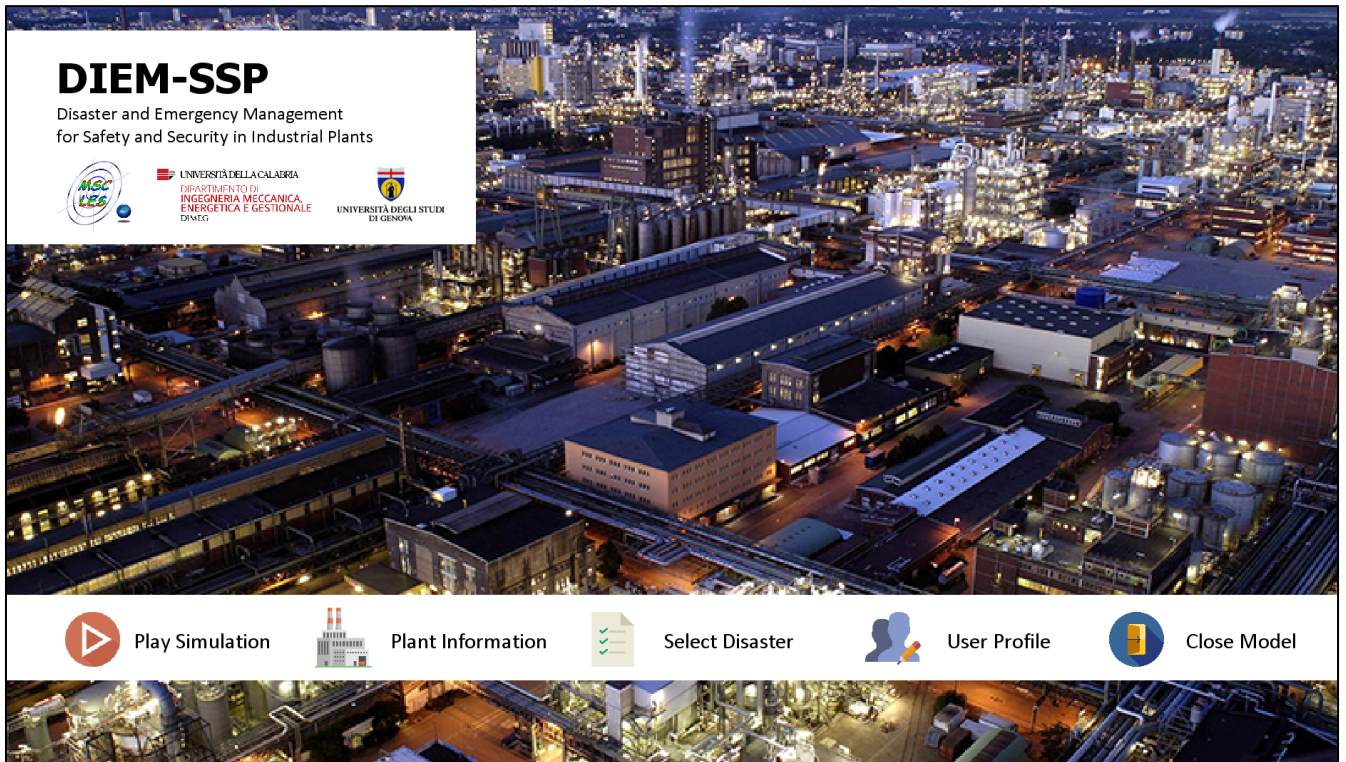 DIEM-SSP
Disaster and Emergency Management
for Safety and Security in Industrial Plants
MSC
LES
UNIVERSITÀ DELLA CALABRIA
DIPARTIMENTO DI
INGEGNERIA MECCANICA,
ENERGETICA E GESTIONALE
DIMEG
UNIVERSITÀ DEGLI STUDI
DI GENOVA
Play Simulation
Plant Information
Select Disaster
User Profile
Close Model